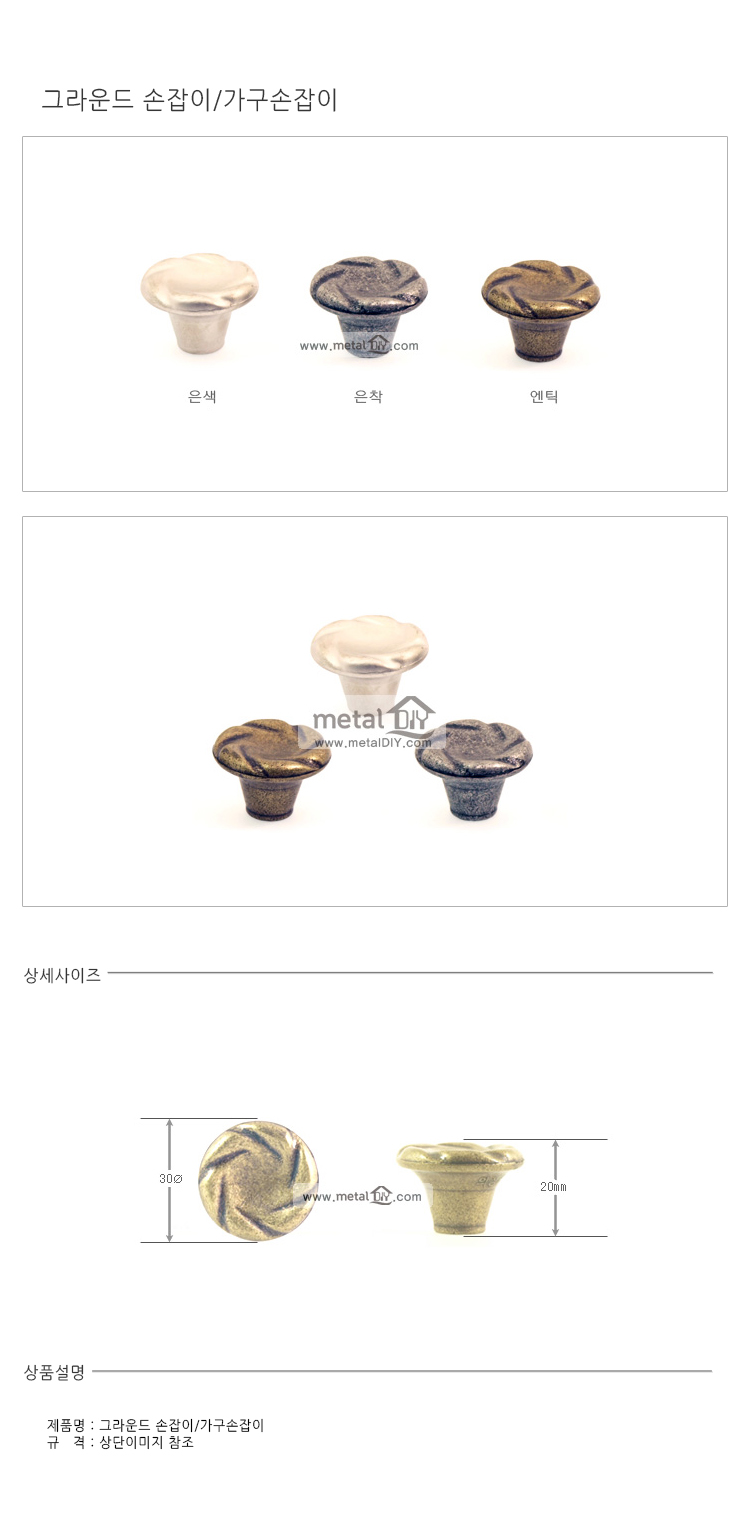 그라운드 손잡이/가구손잡이
www.metalDIY.com
은색 은착 엔틱
metal DIY
www.metalDIY.com
상세사이즈
30∅
20mm
www.metalDIY.com
상품설명
제품명 : 그라운드 손잡이/가구손잡이
규 격 : 상단이미지 참조